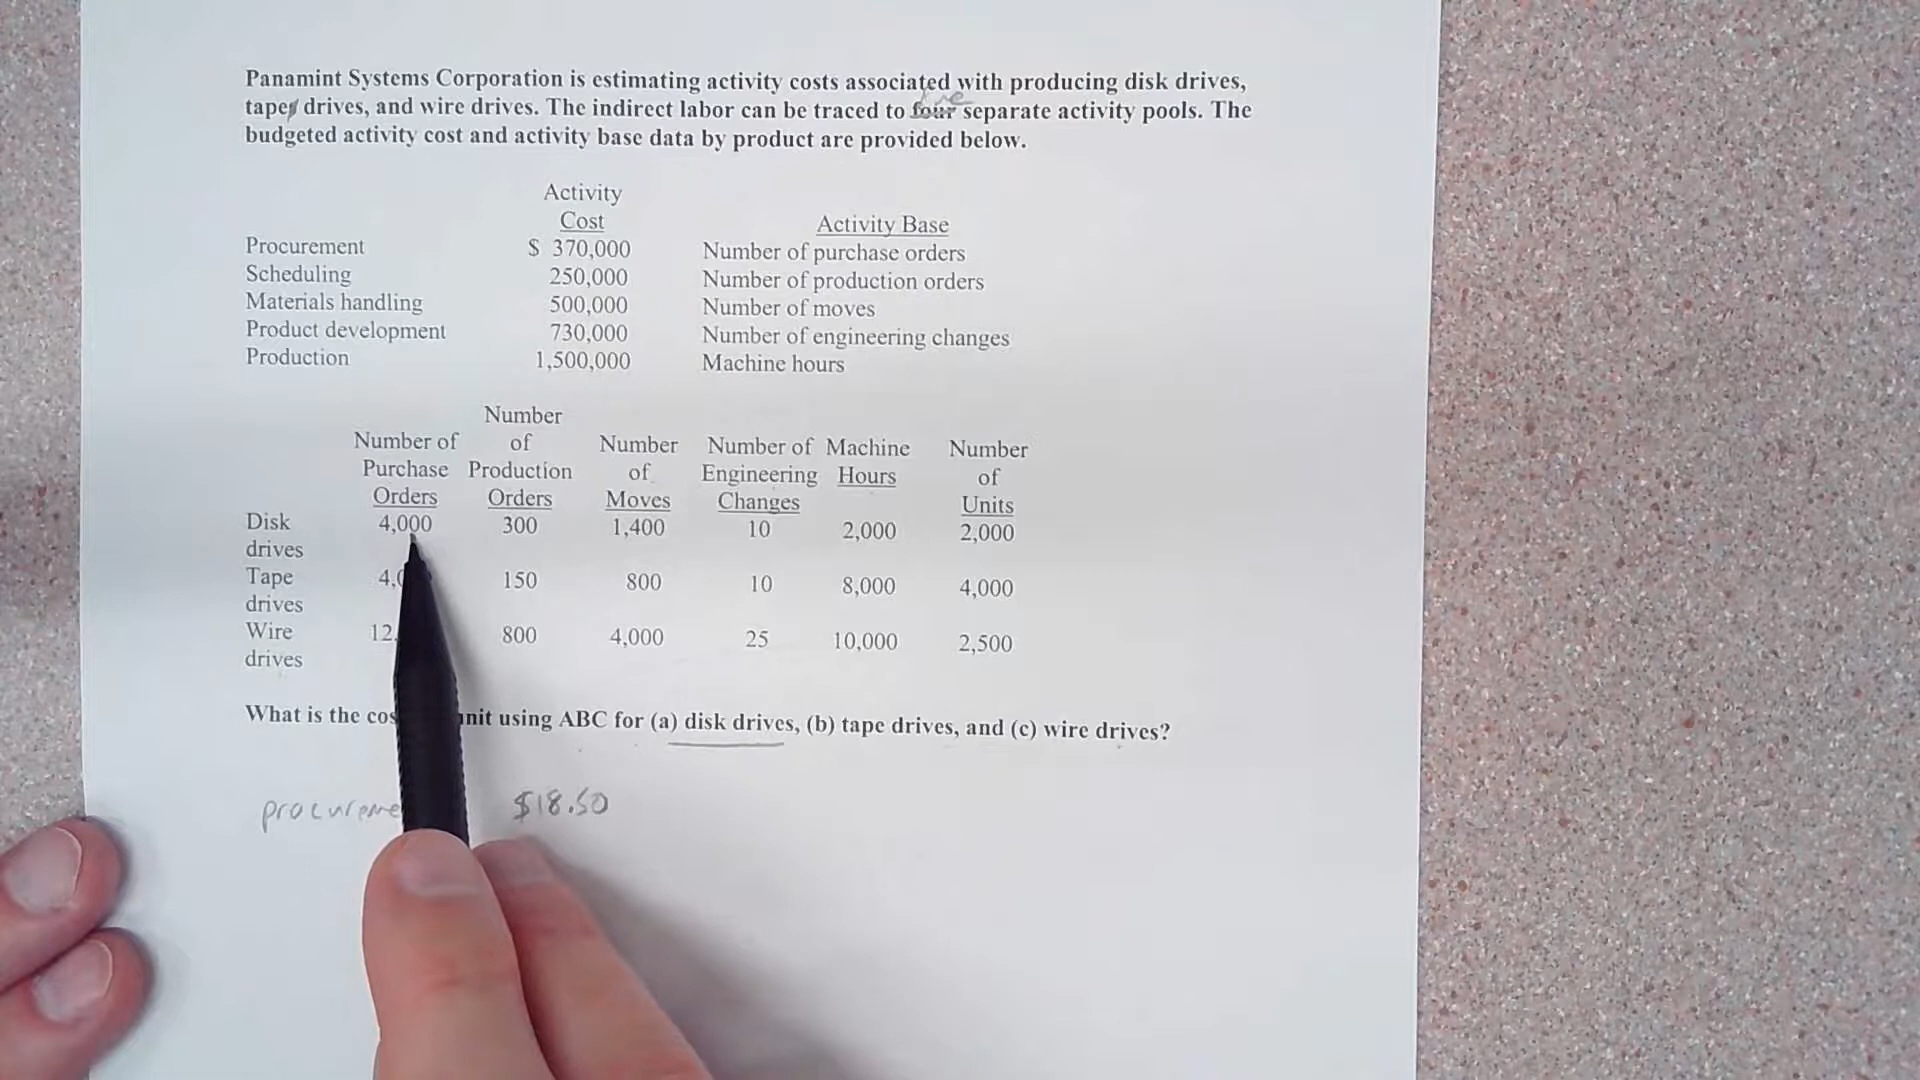 Panamint Systems Corporation is estimating activity costs associated with producing disk drives,
tape, drives, and wire drives. The indirect labor can be traced to four separate activity pools. The
budgeted activity cost and activity base data by product are provided below.
Activity
Cost Activity Base
Procurement $ 370,000 Number of purchase orders
Scheduling 250,000 Number of production orders
Materials handling 500,000 Number of moves
Product development 730,000 Number of engineering changes
Production 1,500,000 Machine hours
Number
Number of of Number Number of Machine Number
Purchase Production of Engineering Hours of
Orders Orders Moves Changes Units
Disk 4,000 300 1,400 10 2,000 2,000
drives
Tape 150 800 10 8,000 4,000
drives
Wire 800 4,000 25 10,000 2,500
drives
What is the using ABC for (a) disk drives, (b) tape drives, and (c) wire drives?
$18.50